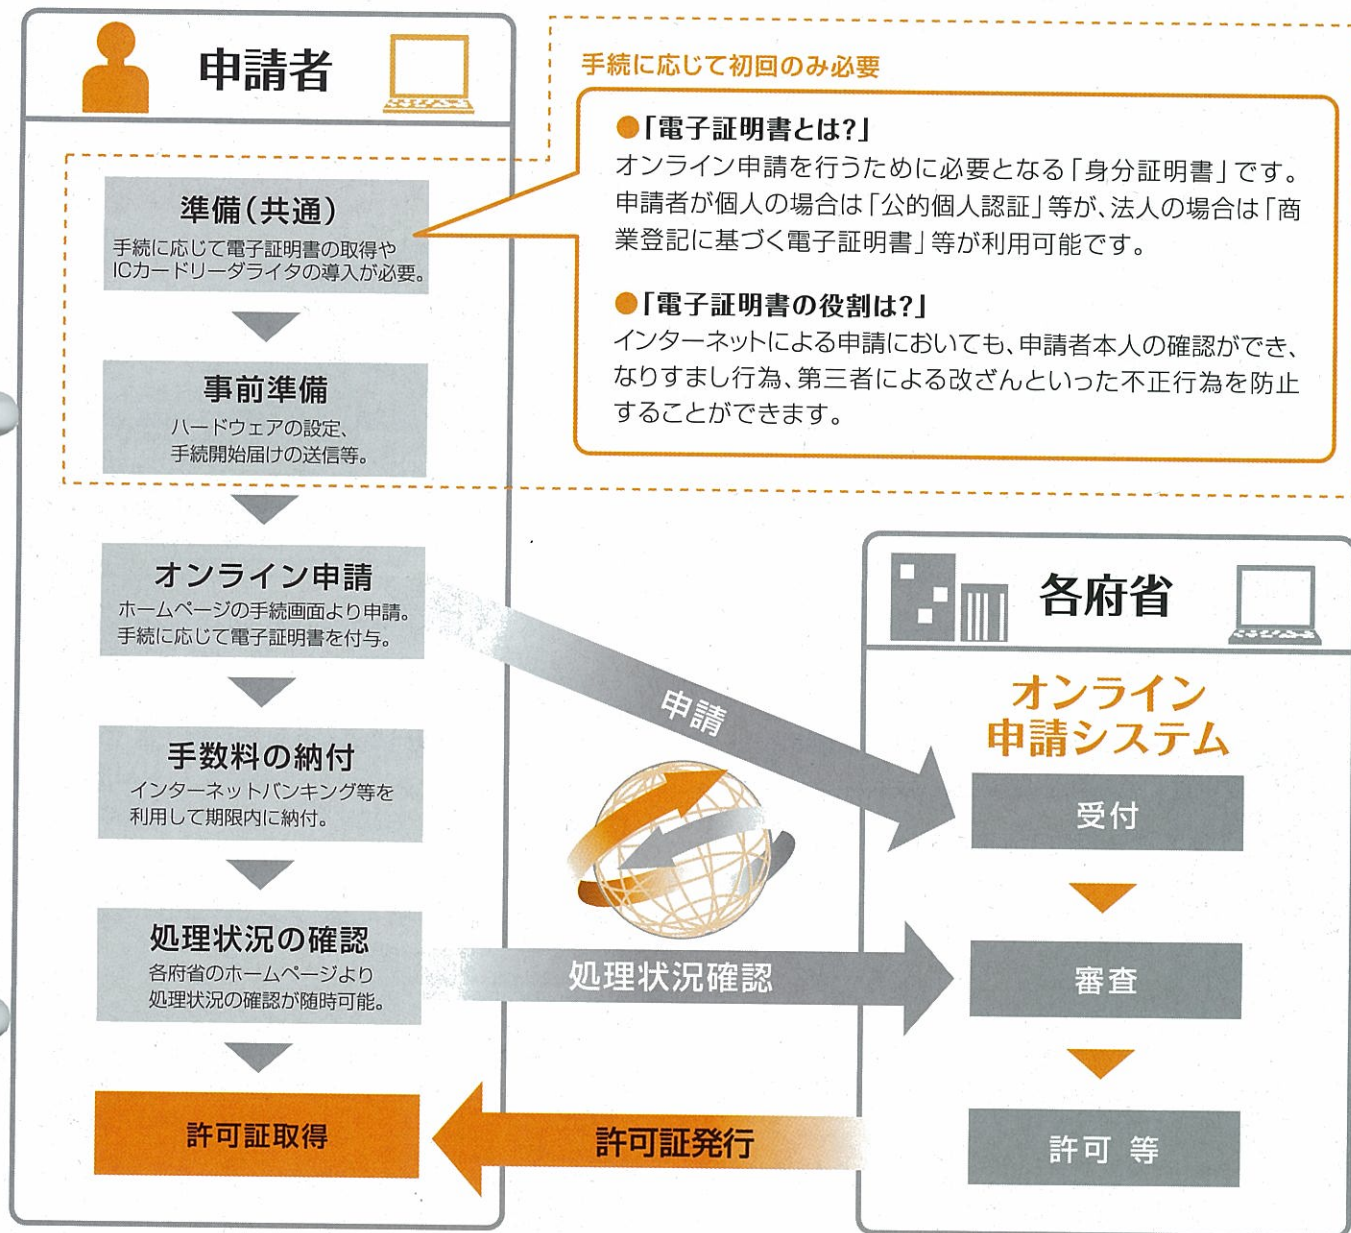 申請者
手続に応じて初回のみ必要
●「電子証明書とは?」
オンライン申請を行うために必要となる「身分証明書」です。
申請者が個人の場合は「公的個人認証」等が、法人の場合は「商
業登記に基づく電子証明書」等が利用可能です。
●「電子証明書の役割は?」
インターネットによる申請においても、申請者本人の確認ができ、
なりすまし行為、第三者による改ざんといった不正行為を防止
することができます。
準備(共通)
手続に応じて電子証明書の取得や
ICカードリーダライタの導入が必要。
事前準備
ハードウェアの設定、
手続開始届けの送信等。
オンライン申請
ホームページの手続画面より申請。
手続に応じて電子証明書を付与。
手数料の納付
インターネットバンキング等を
利用して期限内に納付。
処理状況の確認
各府省のホームページより
処理状況の確認が随時可能。
許可証取得
申請
処理状況確認
許可証発行
各府省
オンライン
申請システム
受付
審査
許可 等